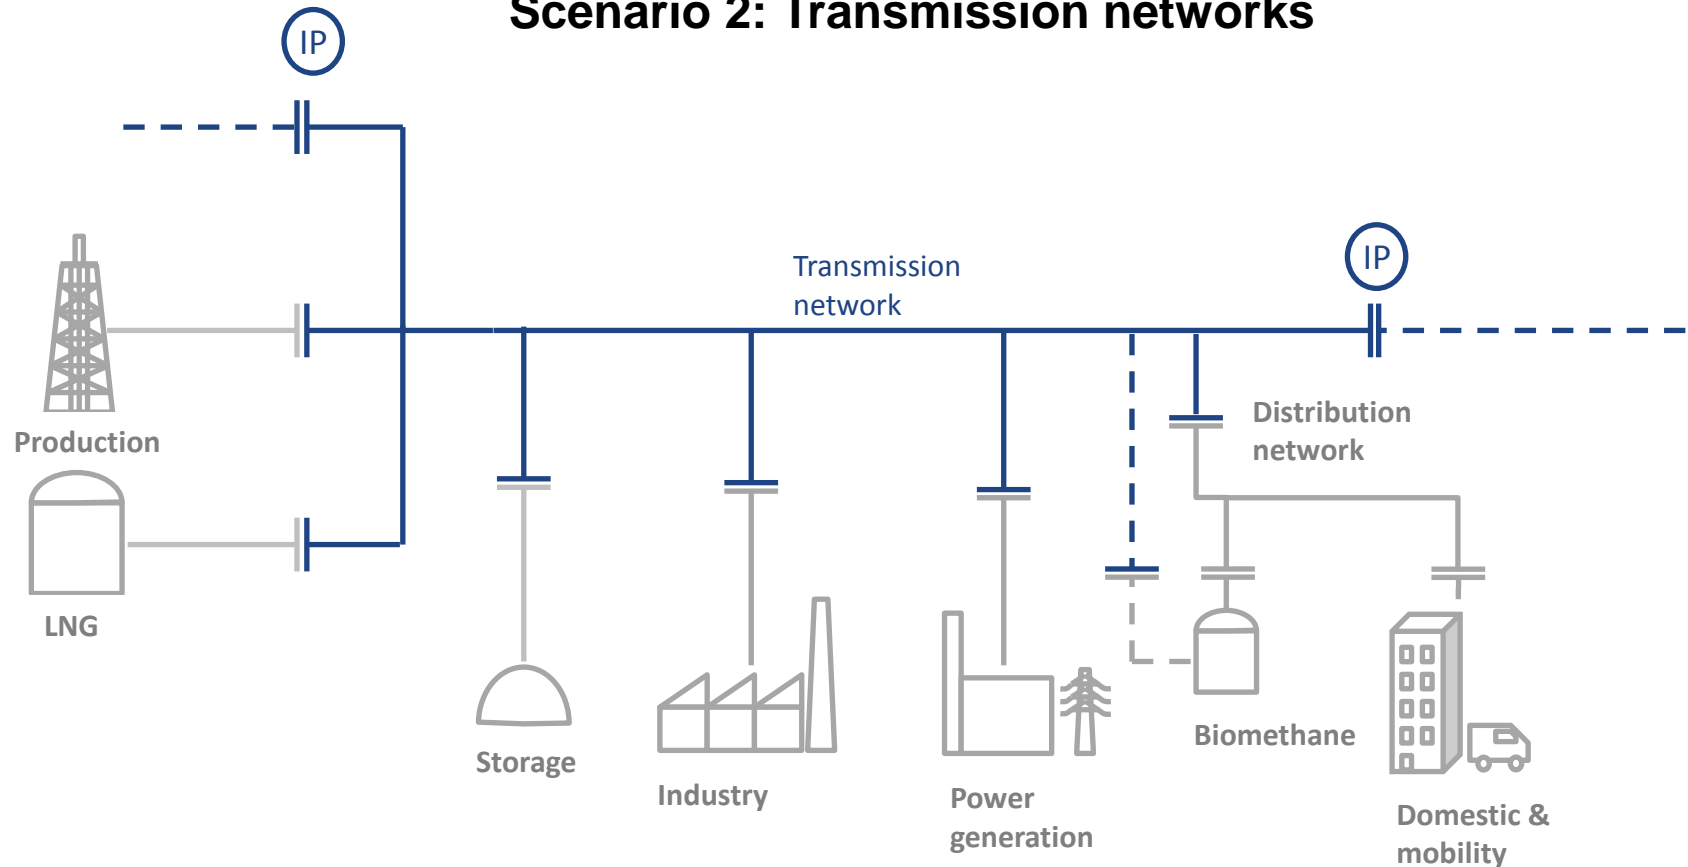 Scenario 2: Transmission networks
IP
Transmission
network
IP
Production
Distribution
network
LNG
Storage
Industry
Power
generation
Biomethane
Domestic &
mobility